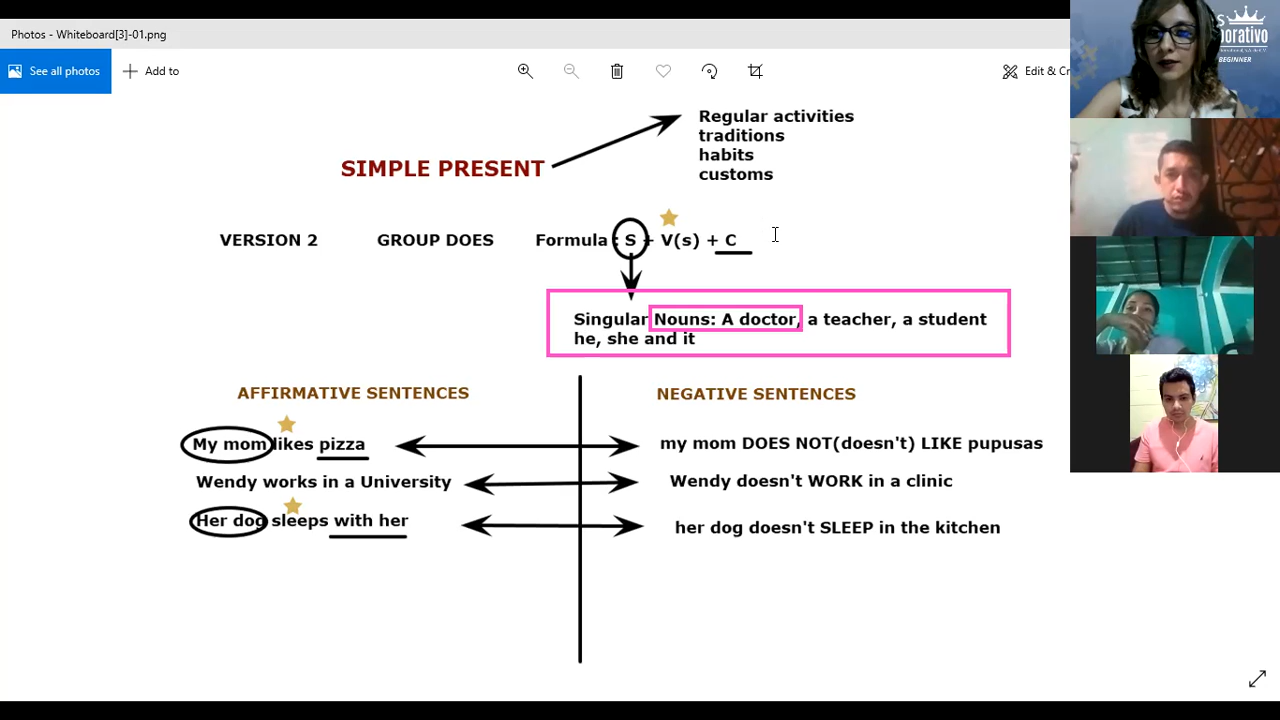 Photos - Whiteboard[3]-01.png
See all photos
Add to
Edit & Cr
BEGINNER
Regular activities
traditions
habits
customs
SIMPLE PRESENT
VERSION 2 GROUP DOES Formula : S + V(s) + C
Singular Nouns: A doctor, a teacher, a student
he, she and it
AFFIRMATIVE SENTENCES NEGATIVE SENTENCES
My mom likes pizza my mom DOES NOT(doesn't) LIKE pupusas
Wendy works in a University Wendy doesn't WORK in a clinic
Her dog sleeps with her her dog doesn't SLEEP in the kitchen